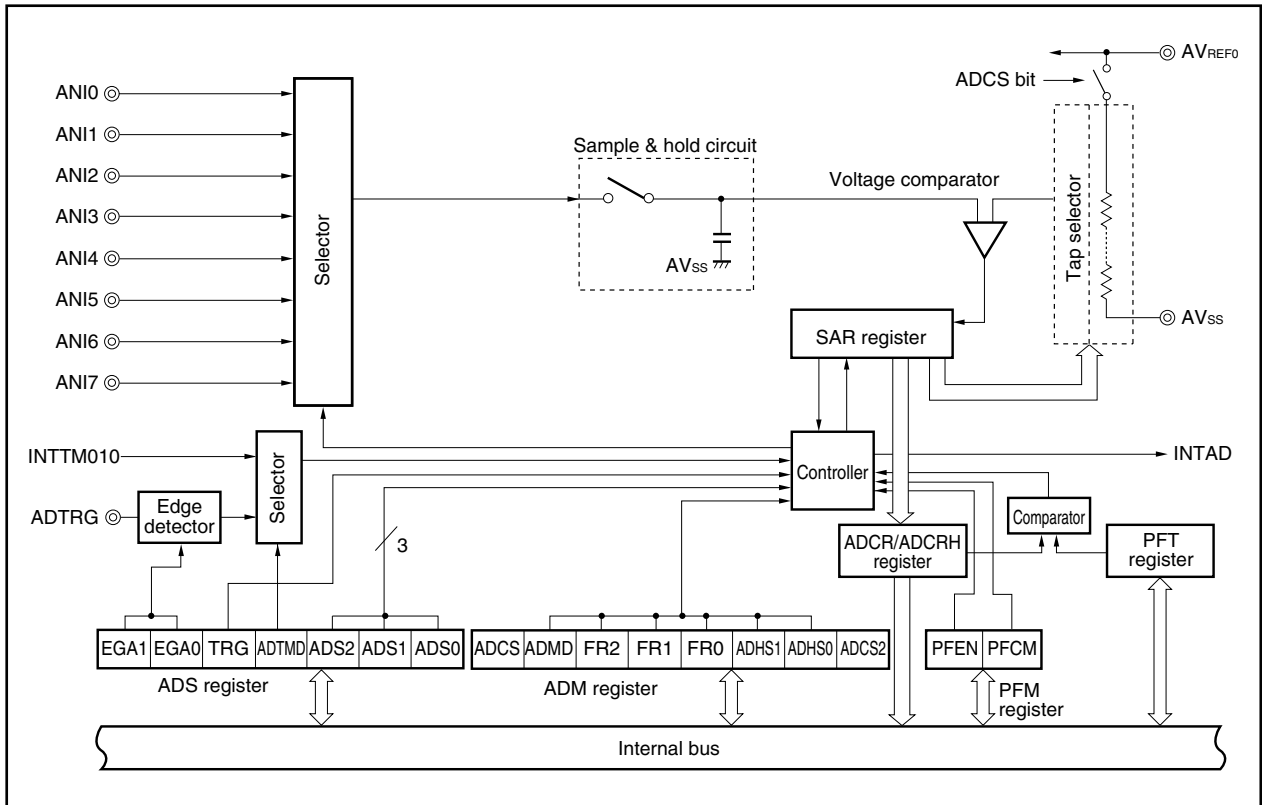 AVREF0
ADCS bit
ANI0
ANI1
ANI2
ANI3
ANI4
ANI5
ANI6
ANI7
Selector
Sample & hold circuit
AVSS
Voltage comparator
Tap selector
AVSS
SAR register
INTTM010
ADTRG
Edge
detector
Selector
Controller
INTAD
3
Comparator
ADCR/ADCRH
register
PFT
register
EGA1 EGA0 TRG ADTMD ADS2 ADS1 ADS0
ADS register
ADCS ADMD FR2 FR1 FR0 ADHS1 ADHS0 ADCS2
ADM register
PFEN PFCM
PFM
register
Internal bus